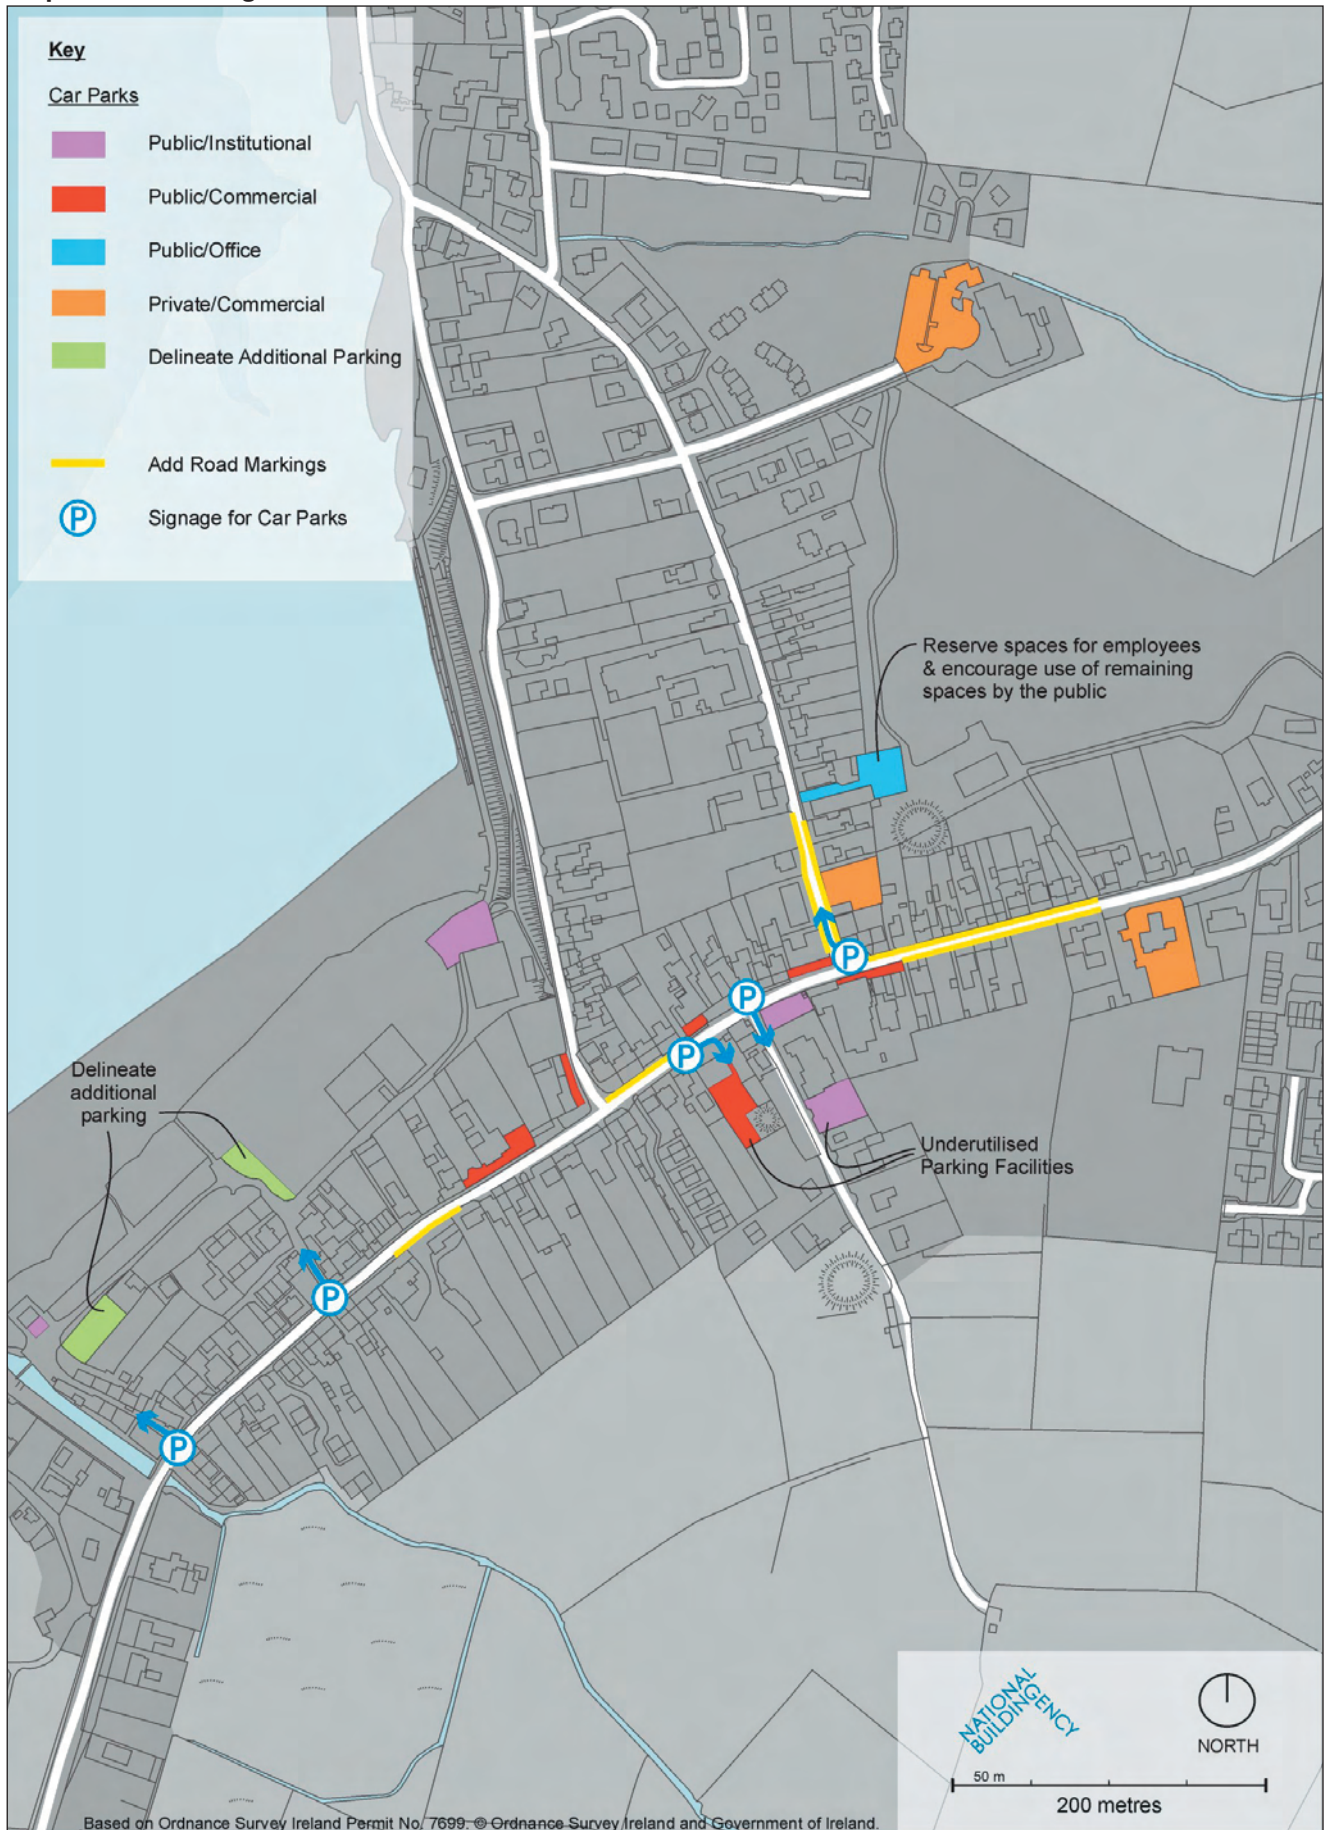 Key
Car Parks
Public/Institutional
Public/Commercial
Public/Office
Private/Commercial
Delineate Additional Parking
Add Road Markings
P
Signage for Car Parks
Reserve spaces for employees
& encourage use of remaining
spaces by the public
P
P
P
Delineate
additional
parking
Underutilised
Parking Facilities
P
P
NATIONAL
BUILDINGENCY
NORTH
50 m
200 metres
Based on Ordnance Survey Ireland Permit No. 7699. © Ordnance Survey Ireland and Government of Ireland.